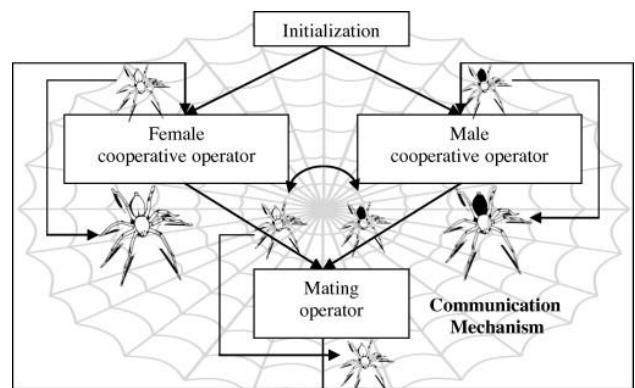 Initialization
Female
cooperative operator
Male
cooperative operator
Mating
operator
Communication
Mechanism